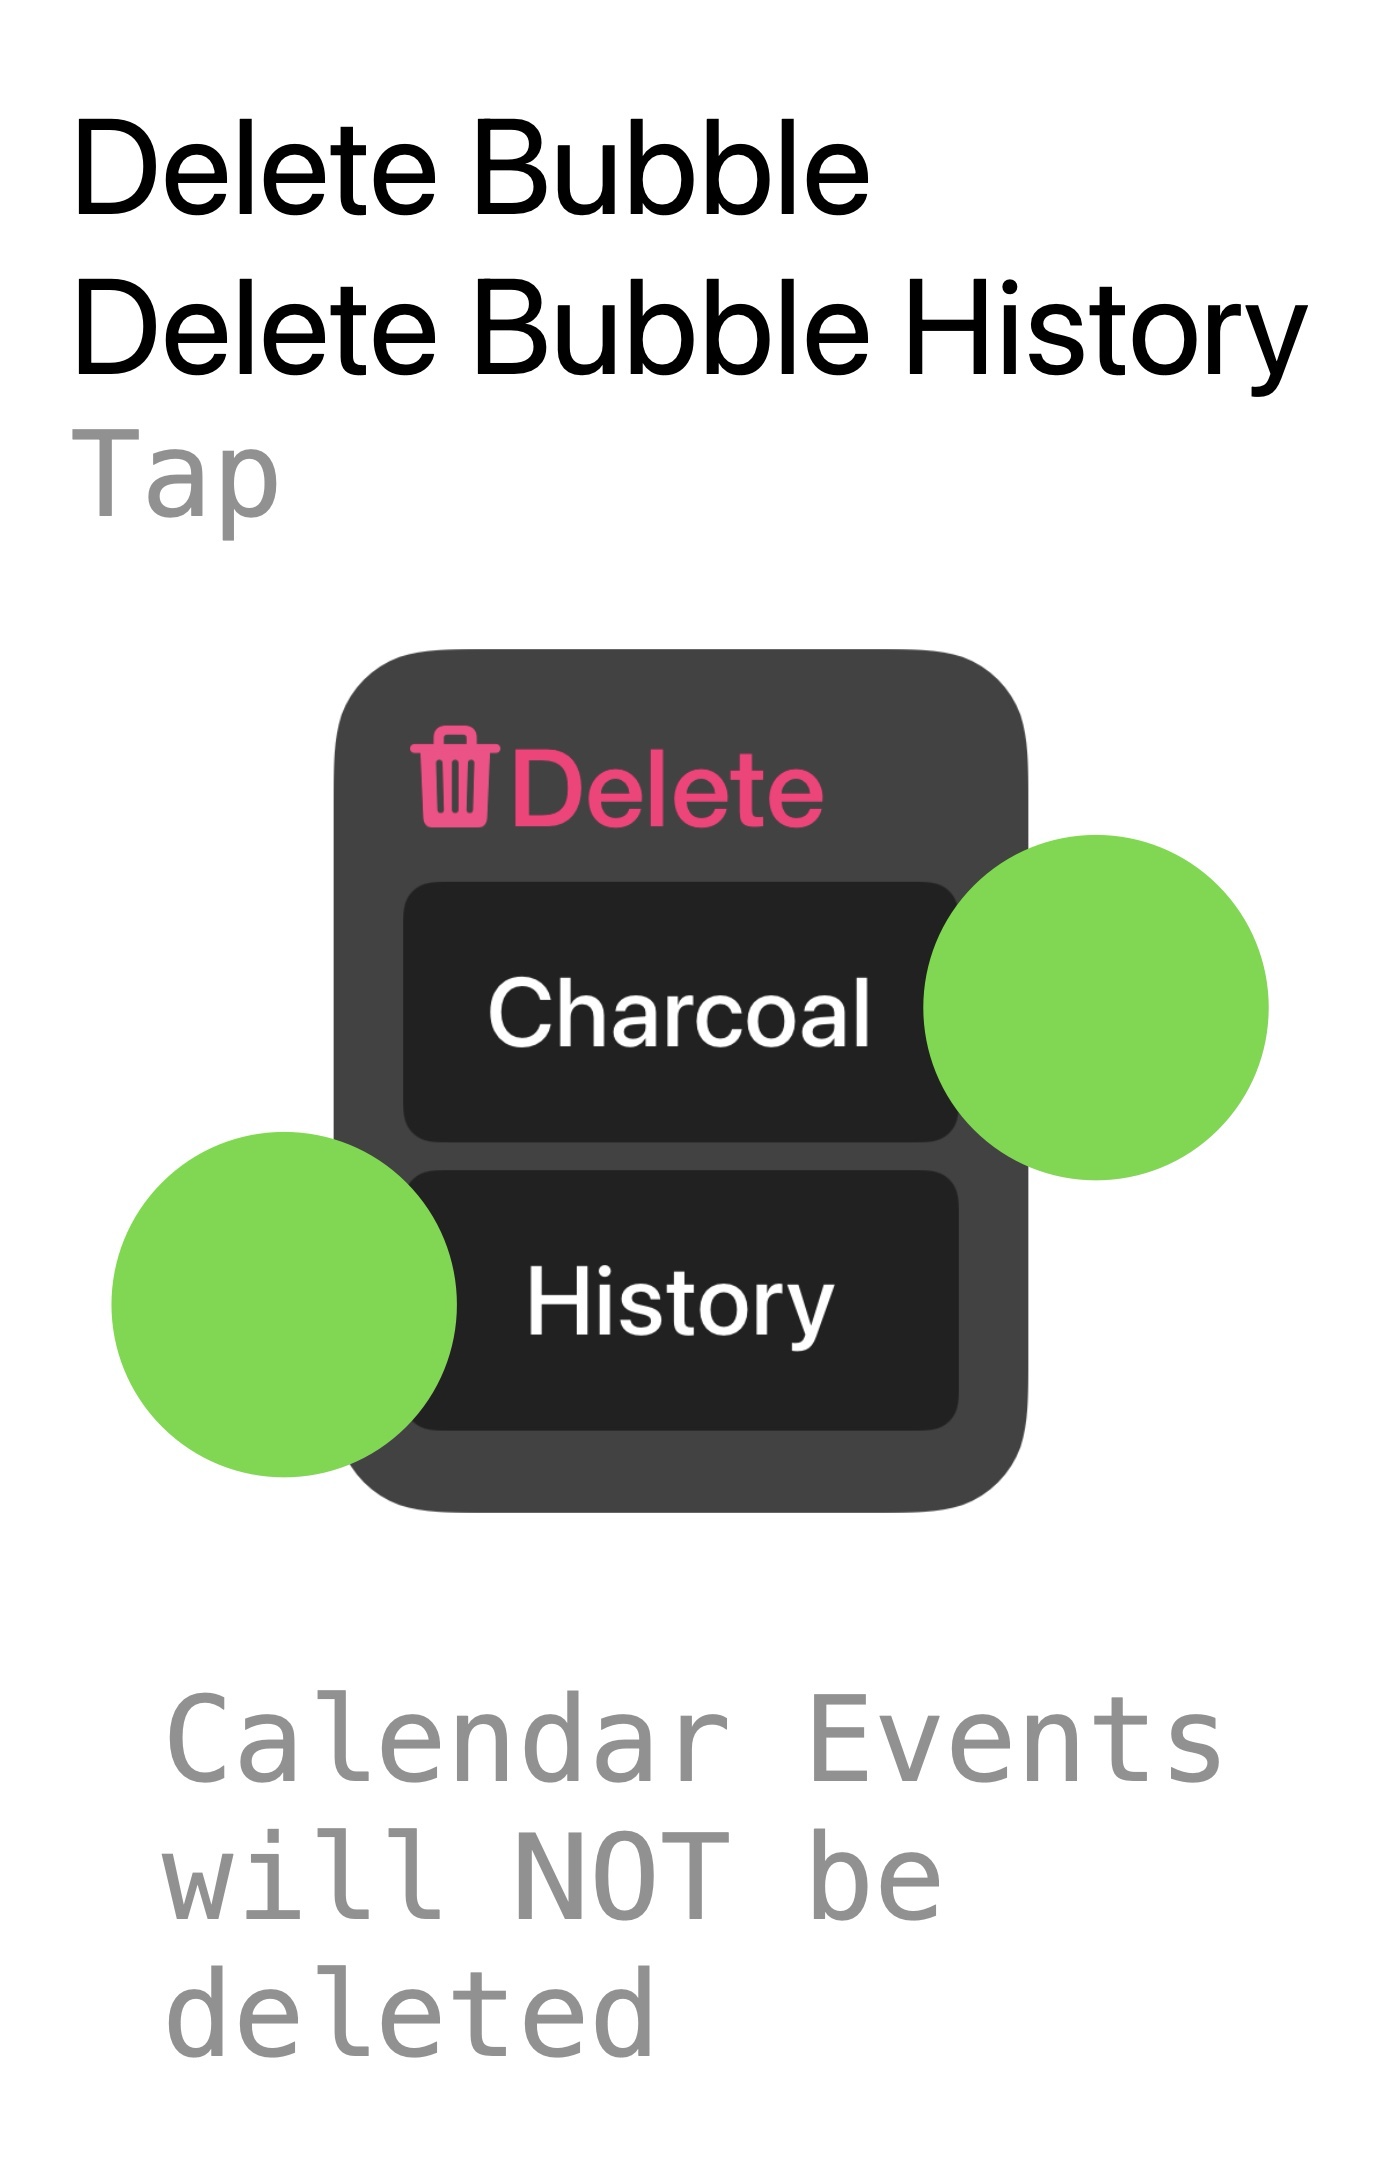 Delete Bubble
Delete Bubble History
Tap
Delete
Charcoal
History
Calendar Events
will NOT be
deleted